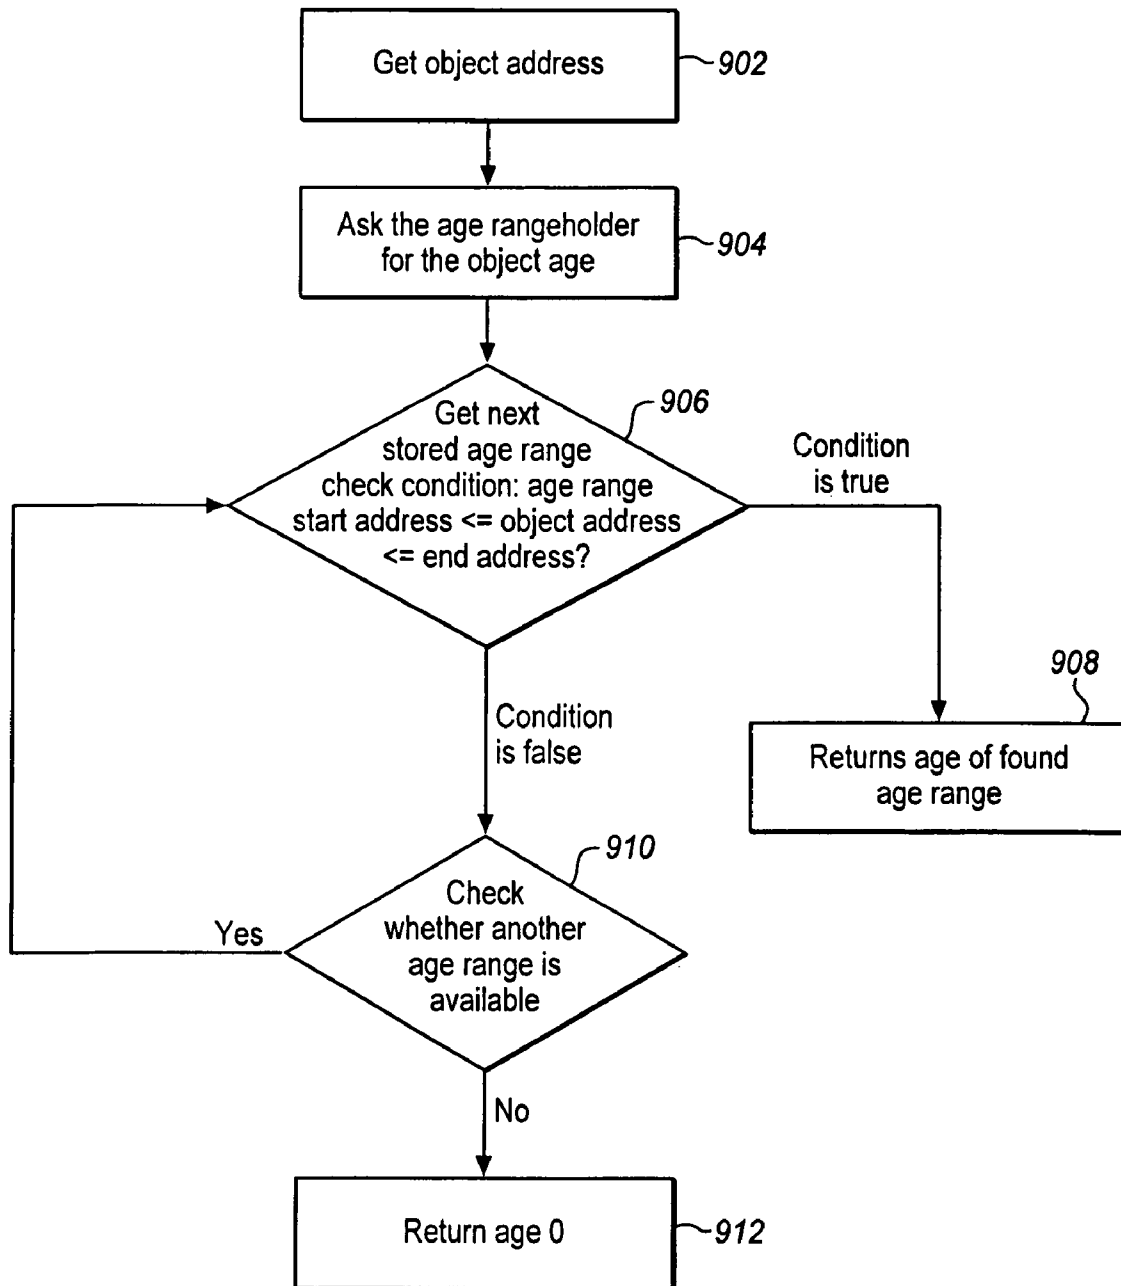 Get object address
902
Ask the age rangeholder
for the object age
904
Get next
stored age range
check condition: age range
start address <= object address
<= end address?
906
Condition
is true
908
Returns age of found
age range
Condition
is false
910
Check
whether another
age range is
available
Yes
No
Return age 0
912